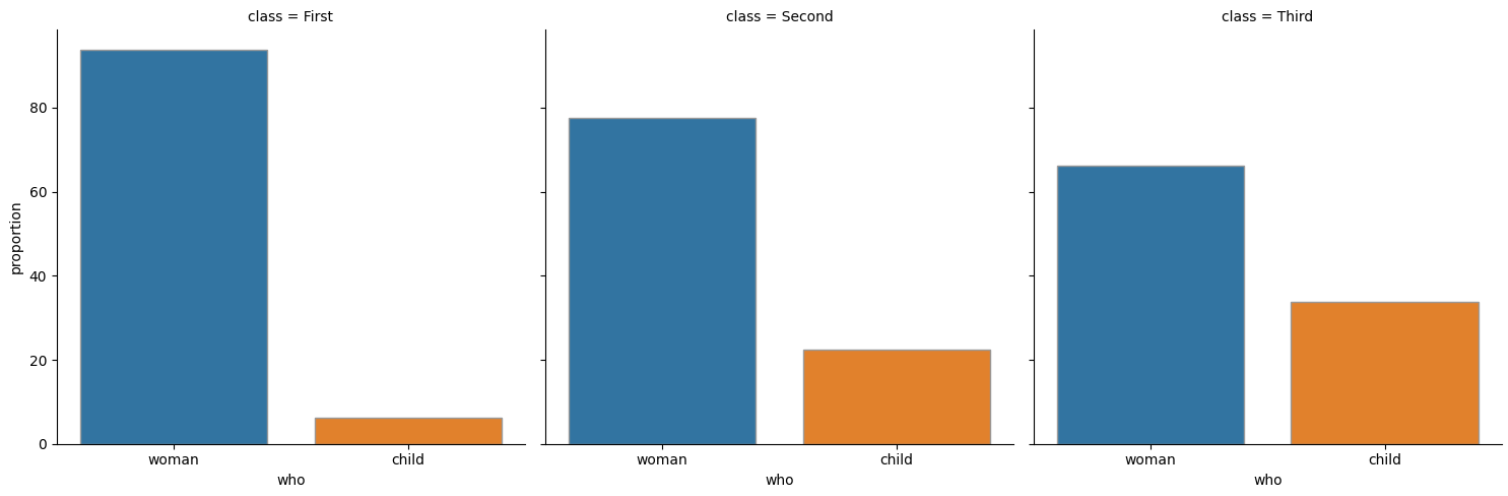 class = First
class = Second
class = Third
proportion
80
60
40
20
0
woman
child
woman
child
woman
child
who
who
who